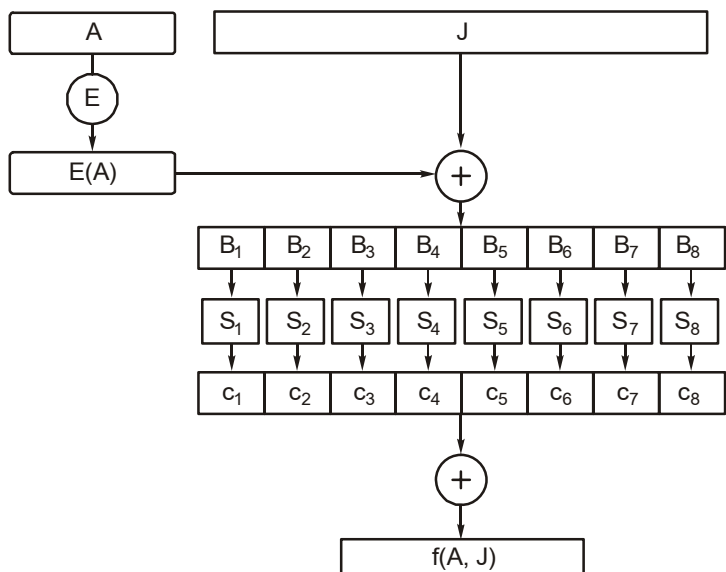 A J
E
E(A) +
B₁ B₂ B₃ B₄ B₅ B₆ B₇ B₈
S₁ S₂ S₃ S₄ S₅ S₆ S₇ S₈
c₁ c₂ c₃ c₄ c₅ c₆ c₇ c₈
+
f(A, J)